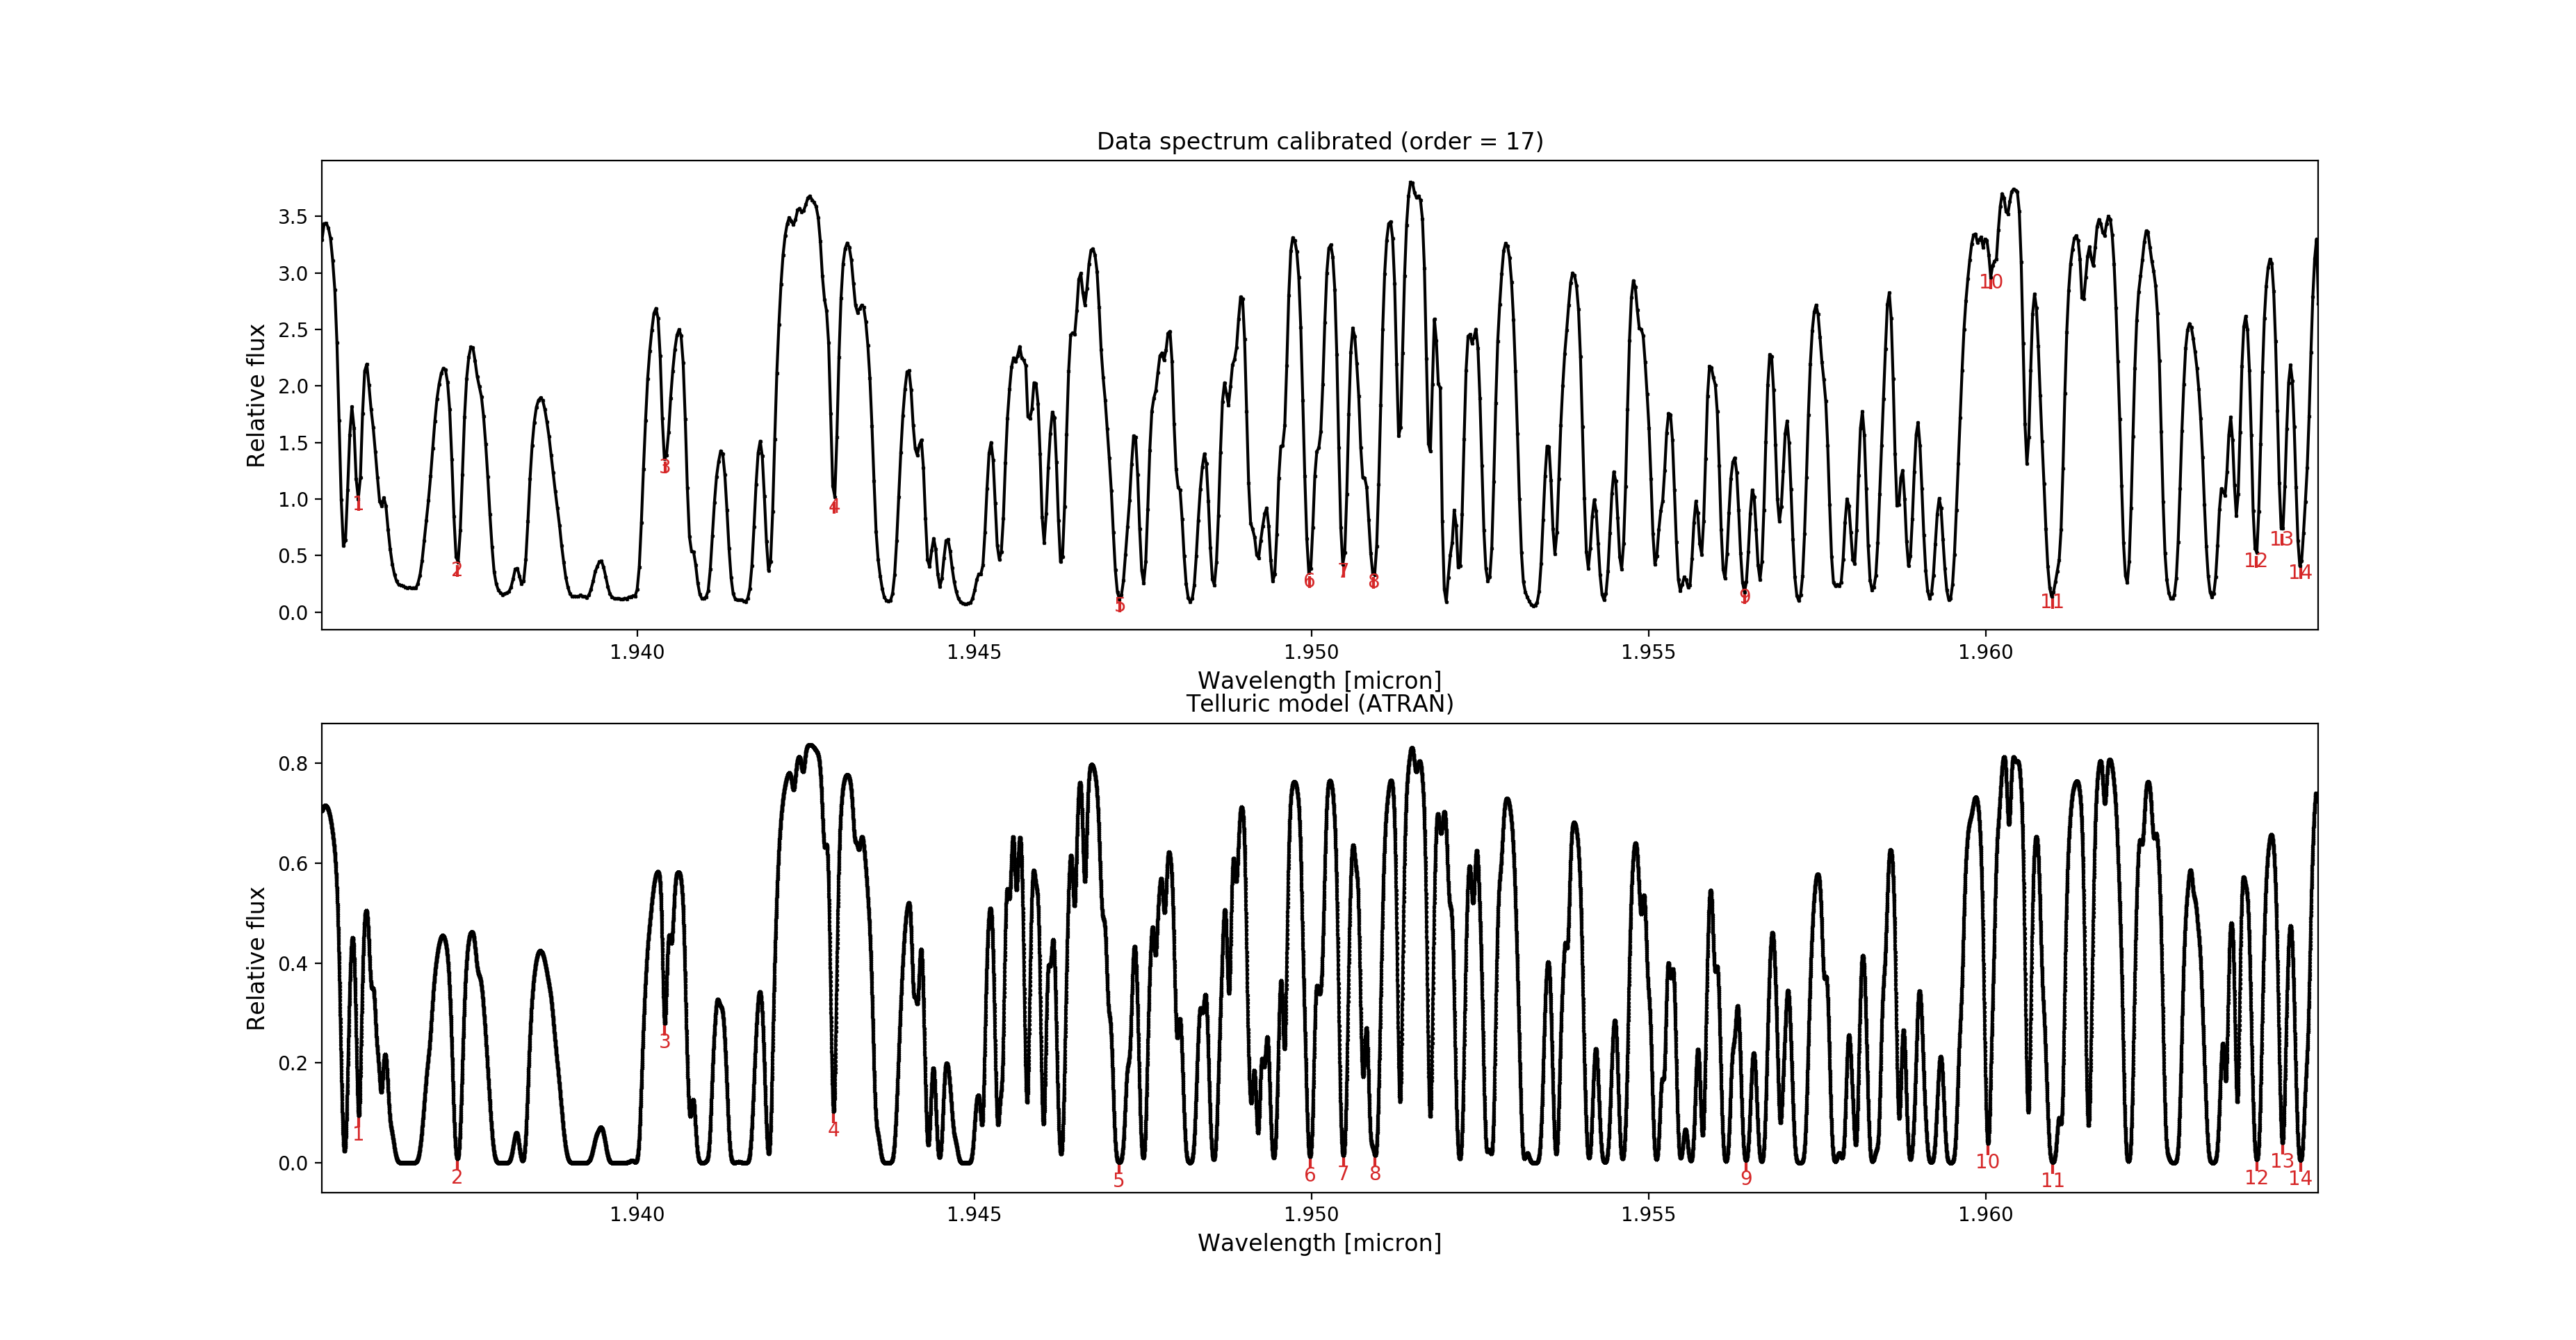 Data spectrum calibrated (order = 17)
3.5
3.0
2.5
2.0
1.5
1.0
0.5
0.0
Relative flux
1 2 3 4 5 6 7 8 9 10 11 12 13 14
1.940 1.945 1.950 1.955 1.960
Wavelength [micron]
Telluric model (ATRAN)
0.8
0.6
0.4
0.2
0.0
Relative flux
1 2 3 4 5 6 7 8 9 10 11 12 13 14
1.940 1.945 1.950 1.955 1.960
Wavelength [micron]